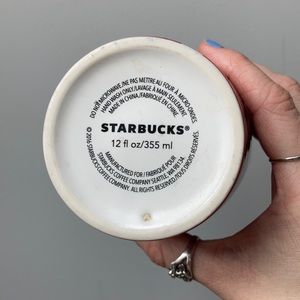 DO NOT MICROWAVE./NE PAS METTRE AU FOUR À MICRO-ONDES.
HAND WASH ONLY./LAVAGE À MAIN SEULEMENT.
MADE IN CHINA./FABRIQUÉ EN CHINE.
STARBUCKS®
12 fl oz/355 ml
MANUFACTURED FOR / FABRIQUÉ POUR
STARBUCKS COFFEE COMPANY SEATTLE, WA 98134
©2016 STARBUCKS COFFEE COMPANY. ALL RIGHTS RESERVED./TOUS DROITS RÉSERVÉS.